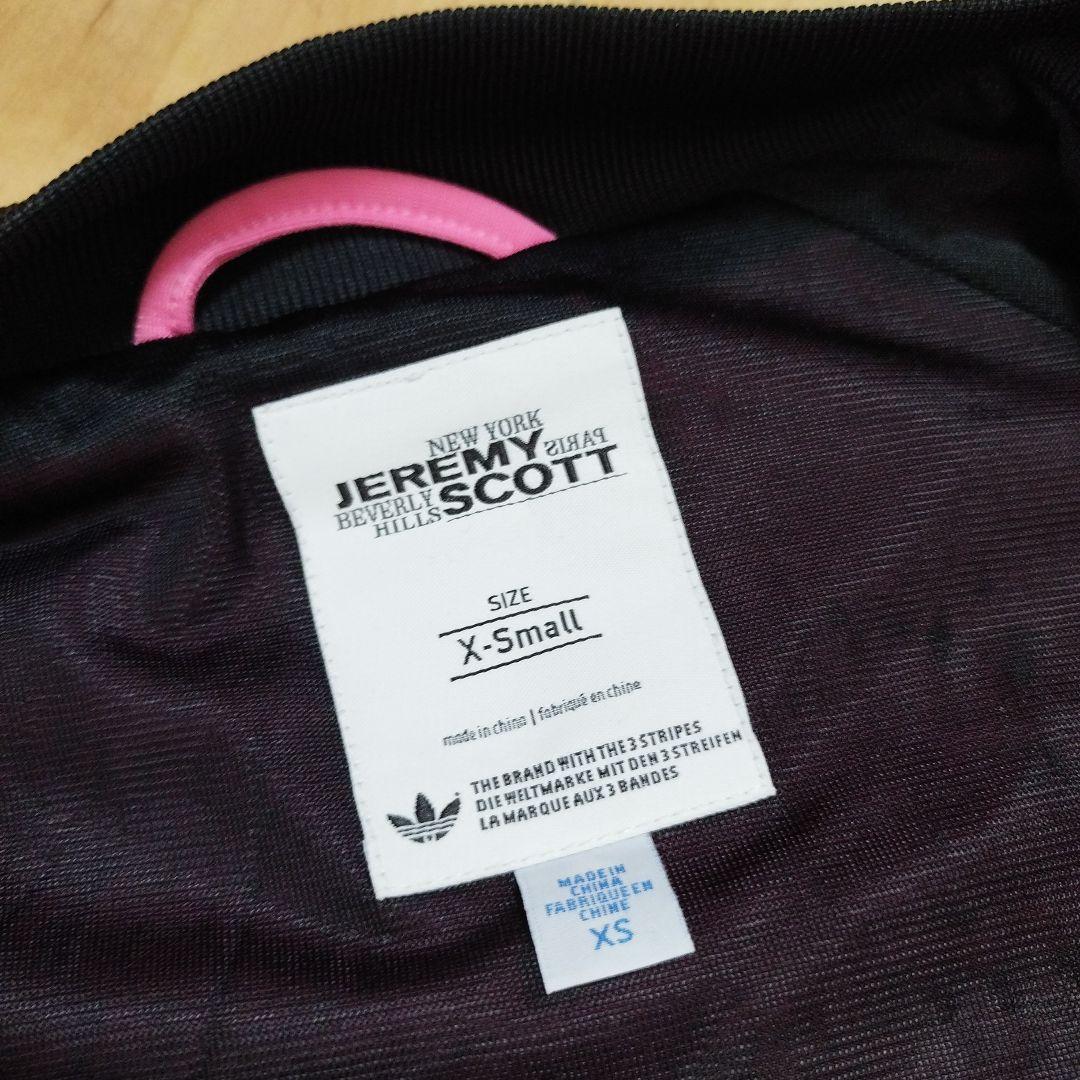 NEW YORK
JEREMY PARIS
BEVERLY SCOTT
HILLS
SIZE
X-Small
made in china | fabriqué en chine
THE BRAND WITH THE 3 STRIPES
DIE WELTMARKE MIT DEN 3 STREIFEN
LA MARQUE AUX 3 BANDES
MADE IN
CHINA
FABRIQUE EN
CHINE
XS